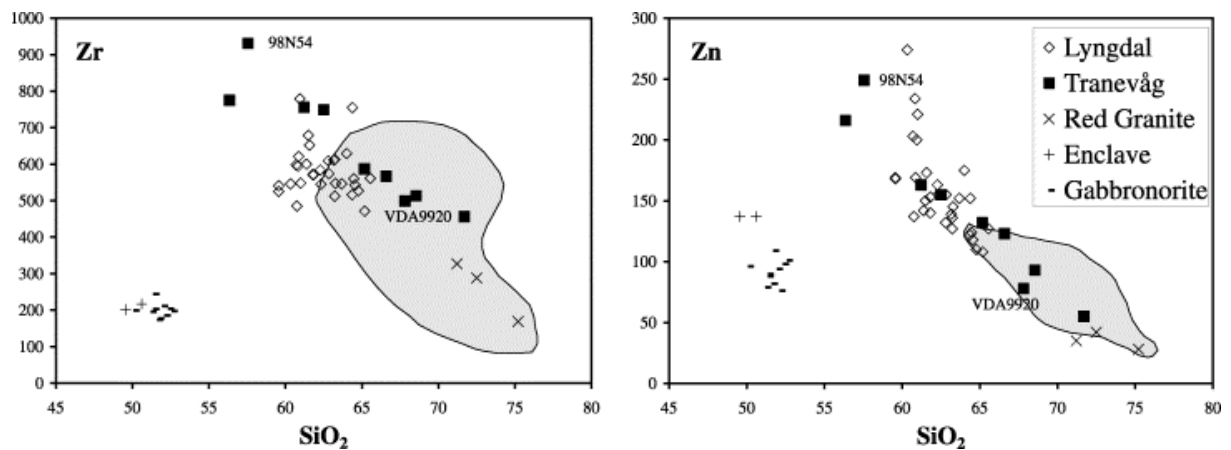 1000
900
800
700
600
500
400
300
200
100
0
Zr
98N54
VDA9920
45 50 55 60 65 70 75 80
SiO₂
300
250
200
150
100
50
0
Zn
98N54
VDA9920
Lyngdal
Tranevåg
Red Granite
Enclave
Gabbronorite
45 50 55 60 65 70 75 80
SiO₂